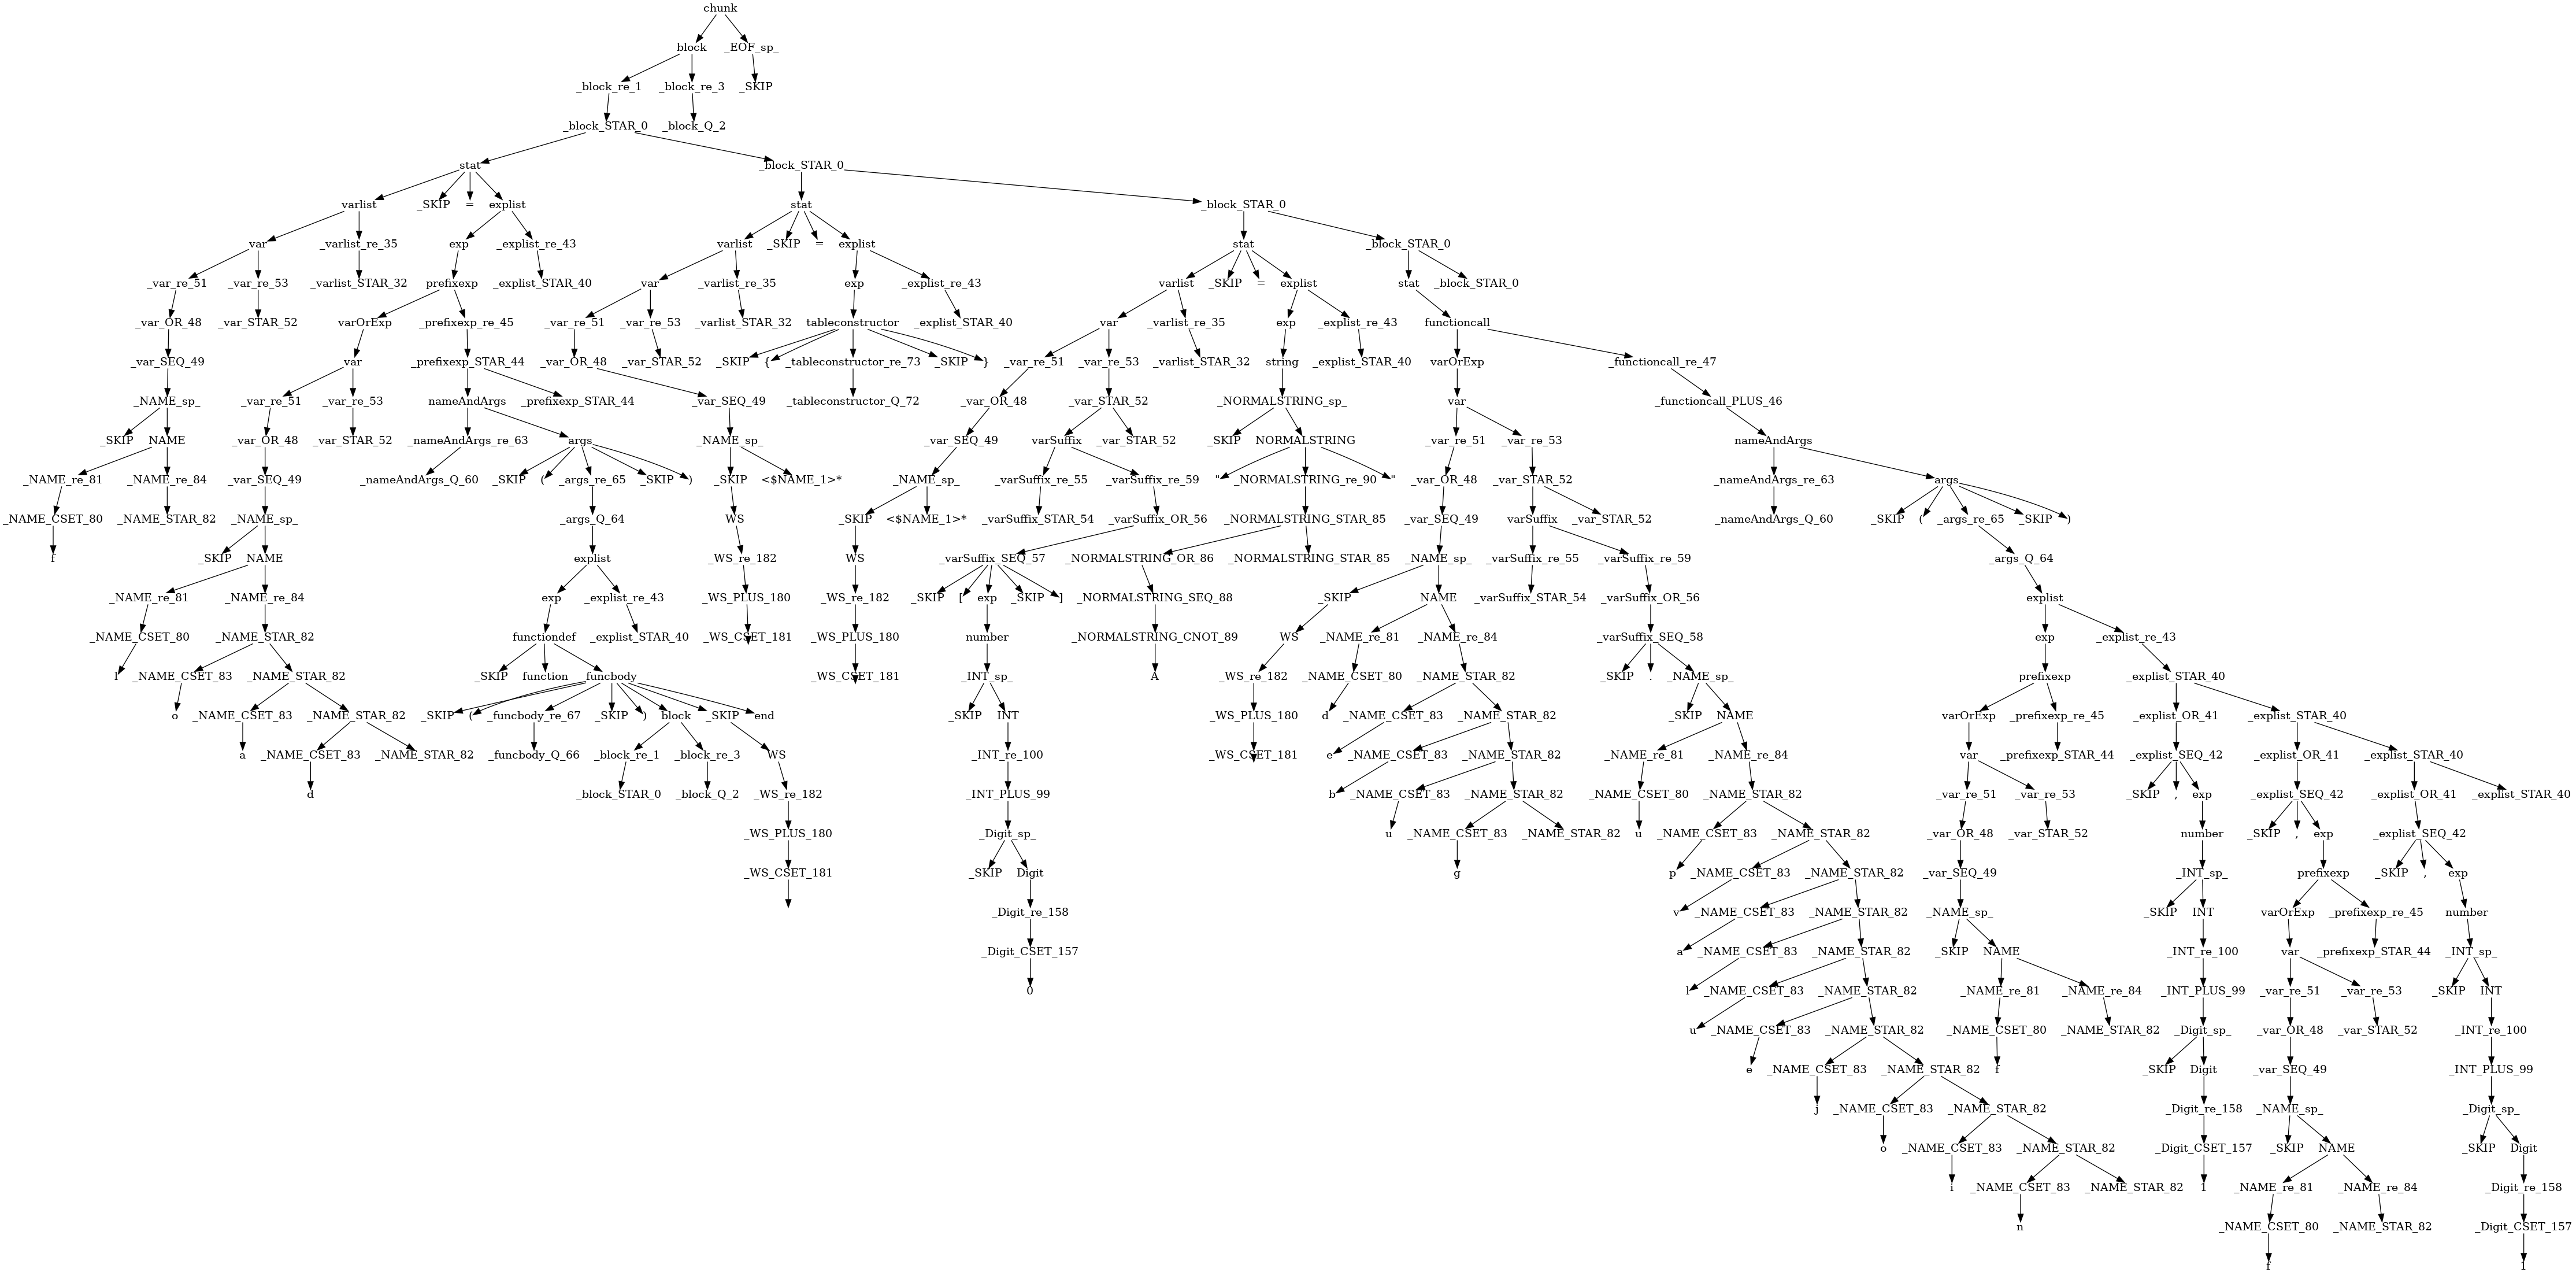 chunk
block _EOF_sp_
_block_re_1 _block_re_3 _SKIP
_block_STAR_0 _block_Q_2
stat _block_STAR_0
varlist _SKIP = explist stat _block_STAR_0
var _varlist_re_35 exp _explist_re_43 varlist _SKIP = explist stat _block_STAR_0
_var_re_51 _var_re_53 _varlist_STAR_32 prefixexp _explist_STAR_40 var _varlist_re_35 exp _explist_re_43 varlist _SKIP = explist stat _block_STAR_0
_var_OR_48 _var_STAR_52 varOrExp _prefixexp_re_45 _var_re_51 _var_re_53 _varlist_STAR_32 tableconstructor _explist_STAR_40 var _varlist_re_35 exp _explist_re_43 functioncall
_var_SEQ_49 var _prefixexp_STAR_44 _var_OR_48 _var_STAR_52 _SKIP { _tableconstructor_re_73 _SKIP } _var_re_51 _var_re_53 _varlist_STAR_32 string _explist_STAR_40 varOrExp _functioncall_re_47
_NAME_sp_ _var_re_51 _var_re_53 nameAndArgs _prefixexp_STAR_44 _var_SEQ_49 _tableconstructor_Q_72 _var_OR_48 _var_STAR_52 _NORMALSTRING_sp_ var _functioncall_PLUS_46
_SKIP NAME _var_OR_48 _var_STAR_52 _nameAndArgs_re_63 args _NAME_sp_ _var_SEQ_49 varSuffix _var_STAR_52 _SKIP NORMALSTRING _var_re_51 _var_re_53 nameAndArgs
_NAME_re_81 _NAME_re_84 _var_SEQ_49 _nameAndArgs_Q_60 _SKIP ( _args_re_65 _SKIP ) _SKIP <$NAME_1>* _NAME_sp_ _varSuffix_re_55 _varSuffix_re_59 " _NORMALSTRING_re_90 " _var_OR_48 _var_STAR_52 _nameAndArgs_re_63 args
_NAME_CSET_80 _NAME_STAR_82 _NAME_sp_ _args_Q_64 WS _SKIP <$NAME_1>* _varSuffix_STAR_54 _varSuffix_OR_56 _NORMALSTRING_STAR_85 _var_SEQ_49 varSuffix _var_STAR_52 _nameAndArgs_Q_60 _SKIP ( _args_re_65 _SKIP )
f _SKIP NAME explist _WS_re_182 WS _varSuffix_SEQ_57 _NORMALSTRING_OR_86 _NORMALSTRING_STAR_85 _NAME_sp_ _varSuffix_re_55 _varSuffix_re_59 _args_Q_64
_NAME_re_81 _NAME_re_84 exp _explist_re_43 _WS_PLUS_180 _WS_re_182 _SKIP [ exp _SKIP ] _NORMALSTRING_SEQ_88 _SKIP NAME _varSuffix_STAR_54 _varSuffix_OR_56 explist
_NAME_CSET_80 _NAME_STAR_82 functiondef _explist_STAR_40 _WS_CSET_181 _WS_PLUS_180 number _NORMALSTRING_CNOT_89 WS _NAME_re_81 _NAME_re_84 _varSuffix_SEQ_58 exp _explist_re_43
l _NAME_CSET_83 _NAME_STAR_82 _SKIP function funcbody _WS_CSET_181 _INT_sp_ A _WS_re_182 _NAME_CSET_80 _NAME_STAR_82 _SKIP . _NAME_sp_ prefixexp _explist_STAR_40
o _NAME_CSET_83 _NAME_STAR_82 _SKIP ( _funcbody_re_67 _SKIP ) block _SKIP end _SKIP INT _WS_PLUS_180 d _NAME_CSET_83 _NAME_STAR_82 _SKIP NAME varOrExp _prefixexp_re_45 _explist_OR_41 _explist_STAR_40
a _NAME_CSET_83 _NAME_STAR_82 _funcbody_Q_66 _block_re_1 _block_re_3 WS _INT_re_100 _WS_CSET_181 e _NAME_CSET_83 _NAME_STAR_82 _NAME_re_81 _NAME_re_84 var _prefixexp_STAR_44 _explist_SEQ_42 _explist_OR_41 _explist_STAR_40
d _block_STAR_0 _block_Q_2 _WS_re_182 _INT_PLUS_99 b _NAME_CSET_83 _NAME_STAR_82 _NAME_CSET_80 _NAME_STAR_82 _var_re_51 _var_re_53 _SKIP , exp _explist_SEQ_42 _explist_OR_41 _explist_STAR_40
_WS_PLUS_180 _Digit_sp_ u _NAME_CSET_83 _NAME_STAR_82 u _NAME_CSET_83 _NAME_STAR_82 _var_OR_48 _var_STAR_52 number _SKIP , exp _explist_SEQ_42
_WS_CSET_181 _SKIP Digit g p _NAME_CSET_83 _NAME_STAR_82 _var_SEQ_49 _INT_sp_ prefixexp _SKIP , exp
_Digit_re_158 v _NAME_CSET_83 _NAME_STAR_82 _NAME_sp_ _SKIP INT varOrExp _prefixexp_re_45 number
_Digit_CSET_157 a _NAME_CSET_83 _NAME_STAR_82 _SKIP NAME _INT_re_100 var _prefixexp_STAR_44 _INT_sp_
0 l _NAME_CSET_83 _NAME_STAR_82 _NAME_re_81 _NAME_re_84 _INT_PLUS_99 _var_re_51 _var_re_53 _SKIP INT
u _NAME_CSET_83 _NAME_STAR_82 _NAME_CSET_80 _NAME_STAR_82 _Digit_sp_ _var_OR_48 _var_STAR_52 _INT_re_100
e _NAME_CSET_83 _NAME_STAR_82 f _SKIP Digit _var_SEQ_49 _INT_PLUS_99
j _NAME_CSET_83 _NAME_STAR_82 _Digit_re_158 _NAME_sp_ _Digit_sp_
o _NAME_CSET_83 _NAME_STAR_82 _Digit_CSET_157 _SKIP NAME _SKIP Digit
i _NAME_CSET_83 _NAME_STAR_82 1 _NAME_re_81 _NAME_re_84 _Digit_re_158
n _NAME_CSET_80 _NAME_STAR_82 _Digit_CSET_157
f 1